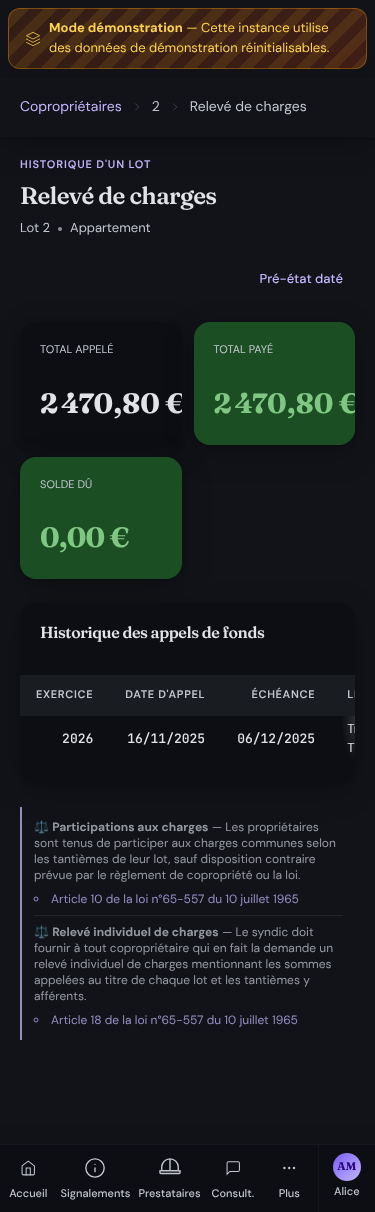 Mode démonstration — Cette instance utilise
des données de démonstration réinitialisables.
Copropriétaires > 2 > Relevé de charges
HISTORIQUE D'UN LOT
Relevé de charges
Lot 2 • Appartement
Pré-état daté
TOTAL APPELÉ
2 470,80 €
TOTAL PAYÉ
2 470,80 €
SOLDE DÛ
0,00 €
Historique des appels de fonds
EXERCICE DATE D'APPEL ÉCHÉANCE
2026 16/11/2025 06/12/2025
⚖️ Participations aux charges — Les propriétaires
sont tenus de participer aux charges communes selon
les tantièmes de leur lot, sauf disposition contraire
prévue par le règlement de copropriété ou la loi.
Article 10 de la loi n°65-557 du 10 juillet 1965
⚖️ Relevé individuel de charges — Le syndic doit
fournir à tout copropriétaire qui en fait la demande un
relevé individuel de charges mentionnant les sommes
appelées au titre de chaque lot et les tantièmes y
afférents.
Article 18 de la loi n°65-557 du 10 juillet 1965
AM
Accueil Signalements Prestataires Consult. Plus Alice